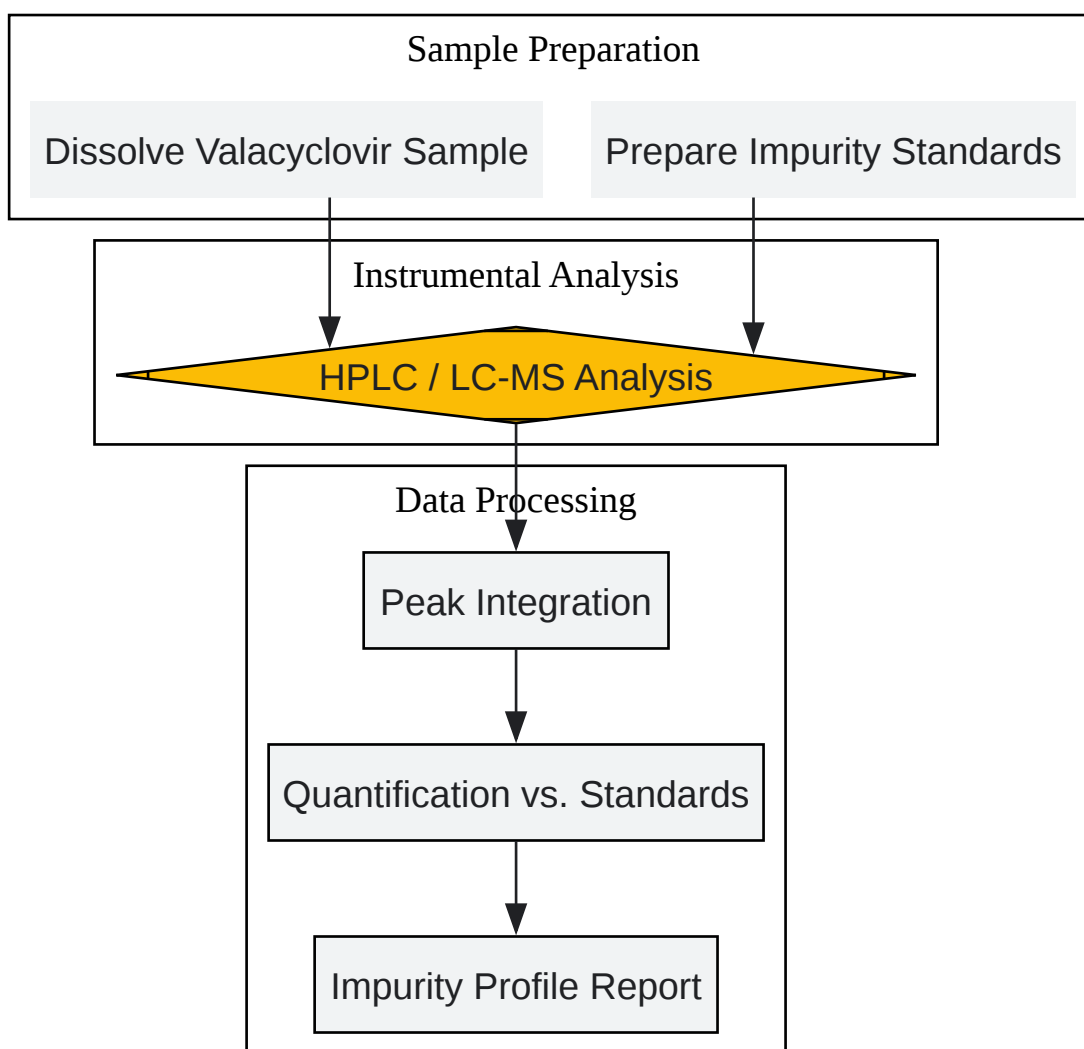 Sample Preparation
Dissolve Valacyclovir Sample
Prepare Impurity Standards
Instrumental Analysis
HPLC / LC-MS Analysis
Data Processing
Peak Integration
Quantification vs. Standards
Impurity Profile Report